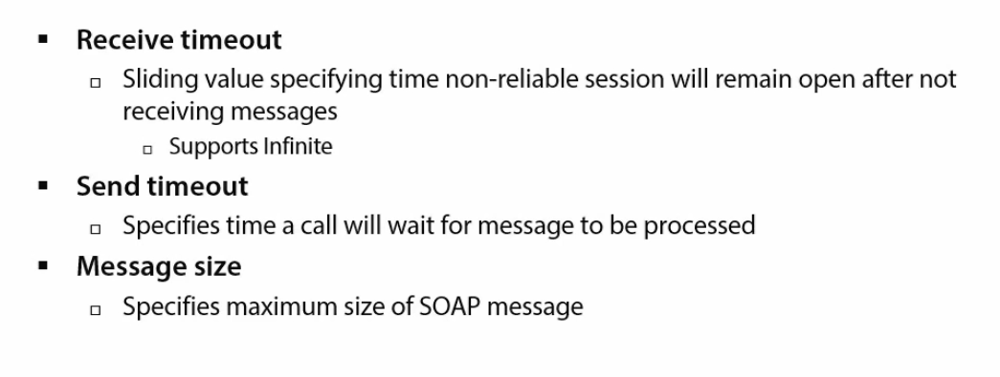 ▪ Receive timeout
▫ Sliding value specifying time non-reliable session will remain open after not
receiving messages
▫ Supports Infinite
▪ Send timeout
▫ Specifies time a call will wait for message to be processed
▪ Message size
▫ Specifies maximum size of SOAP message